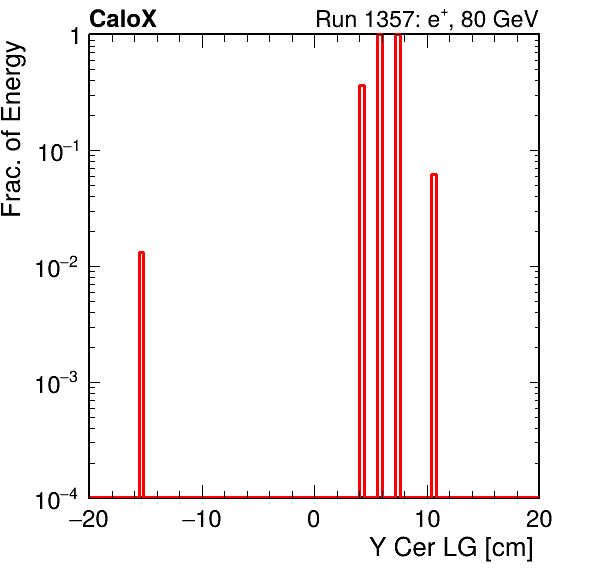 CaloX Run 1357: e⁺, 80 GeV
Frac. of Energy
1
10⁻¹
10⁻²
10⁻³
10⁻⁴
−20 −10 0 10 20
Y Cer LG [cm]